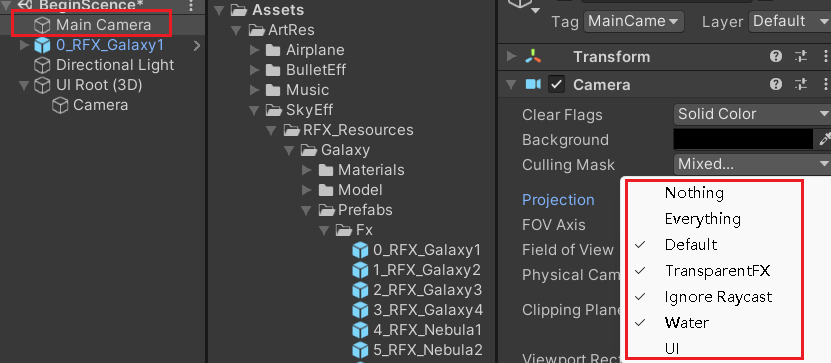 BeginScence*
Main Camera
0_RFX_Galaxy1
Directional Light
UI Root (3D)
Camera
Assets
ArtRes
Airplane
BulletEff
Music
SkyEff
RFX_Resources
Galaxy
Materials
Model
Prefabs
Fx
0_RFX_Galaxy1
1_RFX_Galaxy2
2_RFX_Galaxy3
3_RFX_Galaxy4
4_RFX_Nebula1
5_RFX_Nebula2
Tag MainCame Layer Default
Transform
Camera
Clear Flags Solid Color
Background
Culling Mask Mixed...
Projection
FOV Axis
Field of View
Physical Cam
Clipping Plane
Viewport Rect
Nothing
Everything
Default
TransparentFX
Ignore Raycast
Water
UI